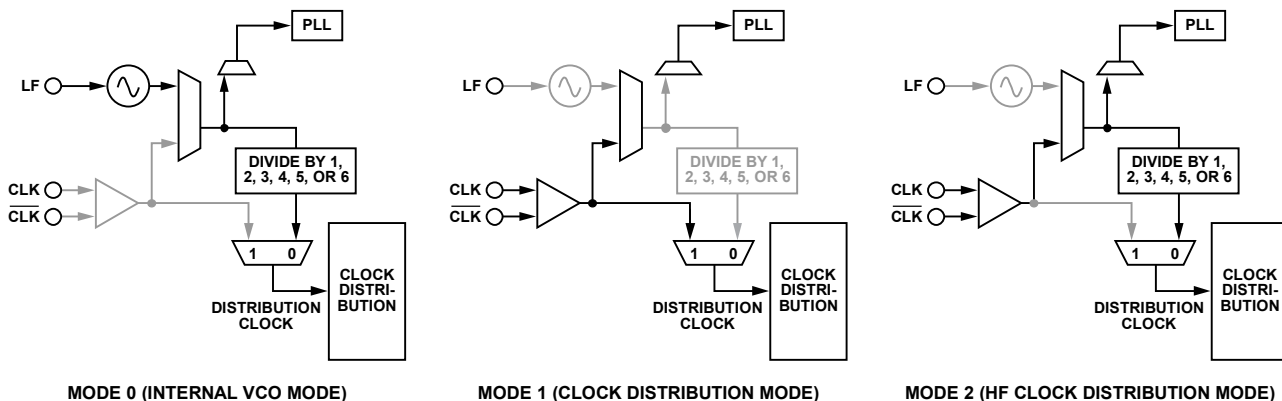 PLL
LF
DIVIDE BY 1,
2, 3, 4, 5, OR 6
CLK
CLK
1 0
CLOCK
DISTRI-
BUTION
DISTRIBUTION
CLOCK
MODE 0 (INTERNAL VCO MODE)
PLL
LF
DIVIDE BY 1,
2, 3, 4, 5, OR 6
CLK
CLK
1 0
CLOCK
DISTRI-
BUTION
DISTRIBUTION
CLOCK
MODE 1 (CLOCK DISTRIBUTION MODE)
PLL
LF
DIVIDE BY 1,
2, 3, 4, 5, OR 6
CLK
CLK
1 0
CLOCK
DISTRI-
BUTION
DISTRIBUTION
CLOCK
MODE 2 (HF CLOCK DISTRIBUTION MODE)